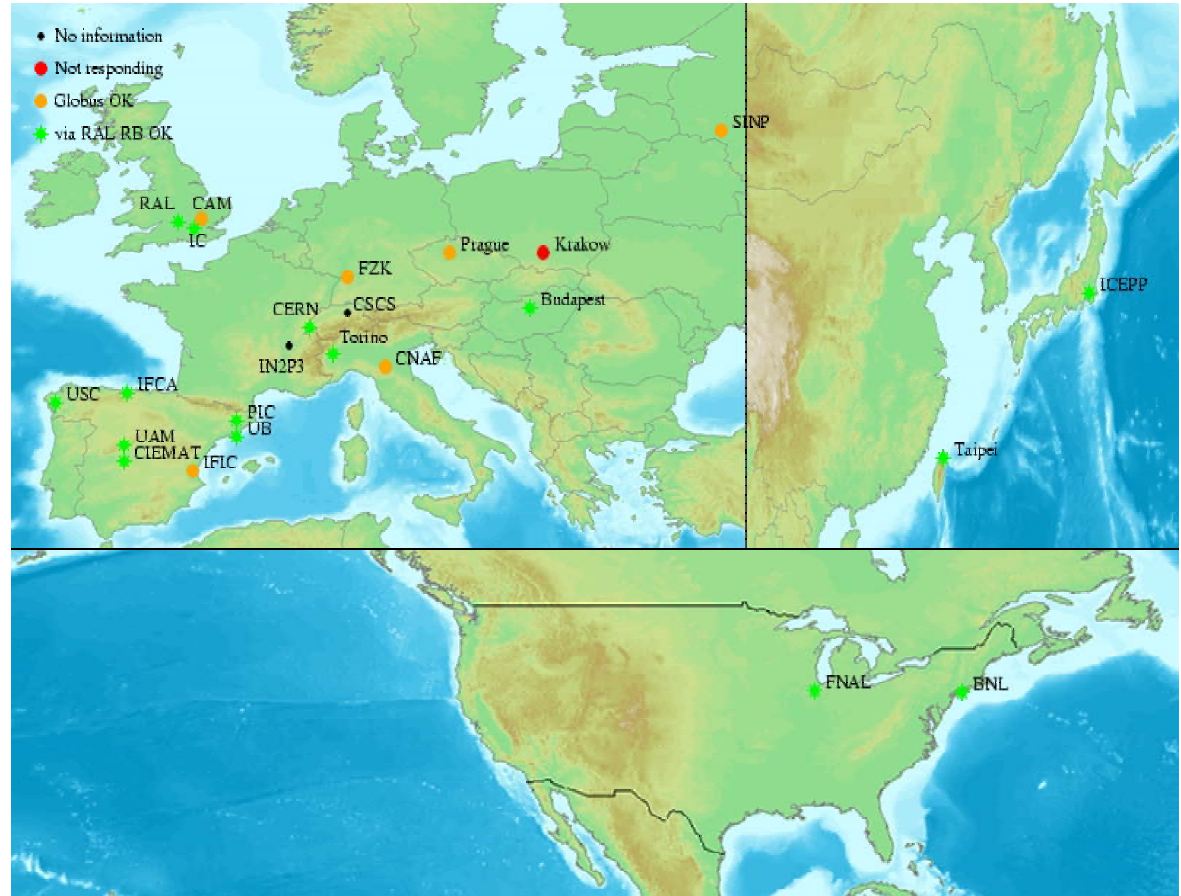 No information
Not responding
Globus OK
via RAL RB OK
SINP
RAL CAM
IC
Prague
Krakow
FZK
CERN
CSCS
Budapest
Torino
IN2P3
CNAF
USC
IFCA
PIC
UB
UAM
CIEMAT
IFIC
ICEPP
Taipei
FNAL
BNL